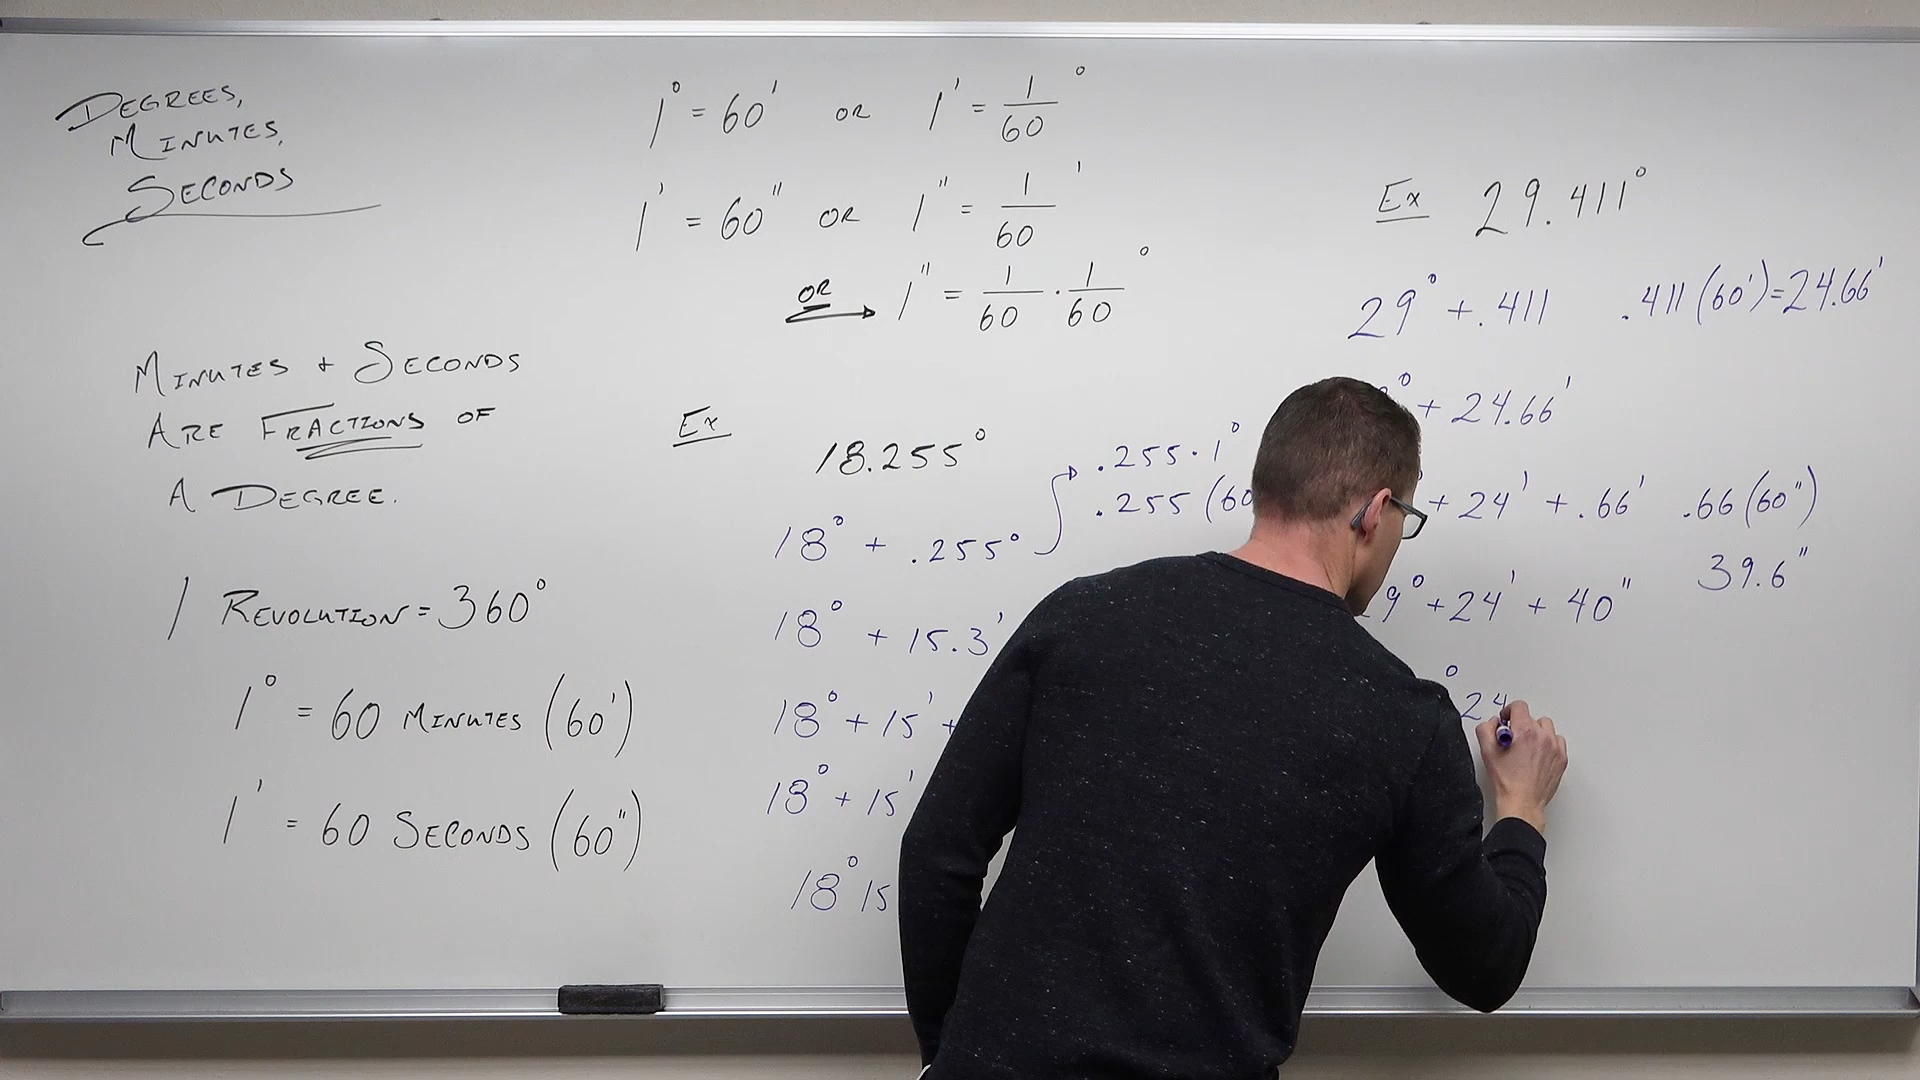 DEGREES,
MINUTES,
SECONDS
MINUTES + SECONDS
ARE FRACTIONS OF
A DEGREE.
1 REVOLUTION = 360°
1° = 60 MINUTES (60')
1' = 60 SECONDS (60")
1° = 60' OR 1' = 1/60 °
1' = 60" OR 1" = 1/60 '
OR → 1" = 1/60 · 1/60 °
Ex 18.255°
18° + .255°
.255 · 1°
.255 (60
18° + 15.3'
18° + 15' +
18° + 15'
18° 15
Ex 29.411°
29° + .411 .411 (60') = 24.66'
° + 24.66'
+ 24' + .66' .66 (60")
39.6"
9° + 24' + 40"
° 24